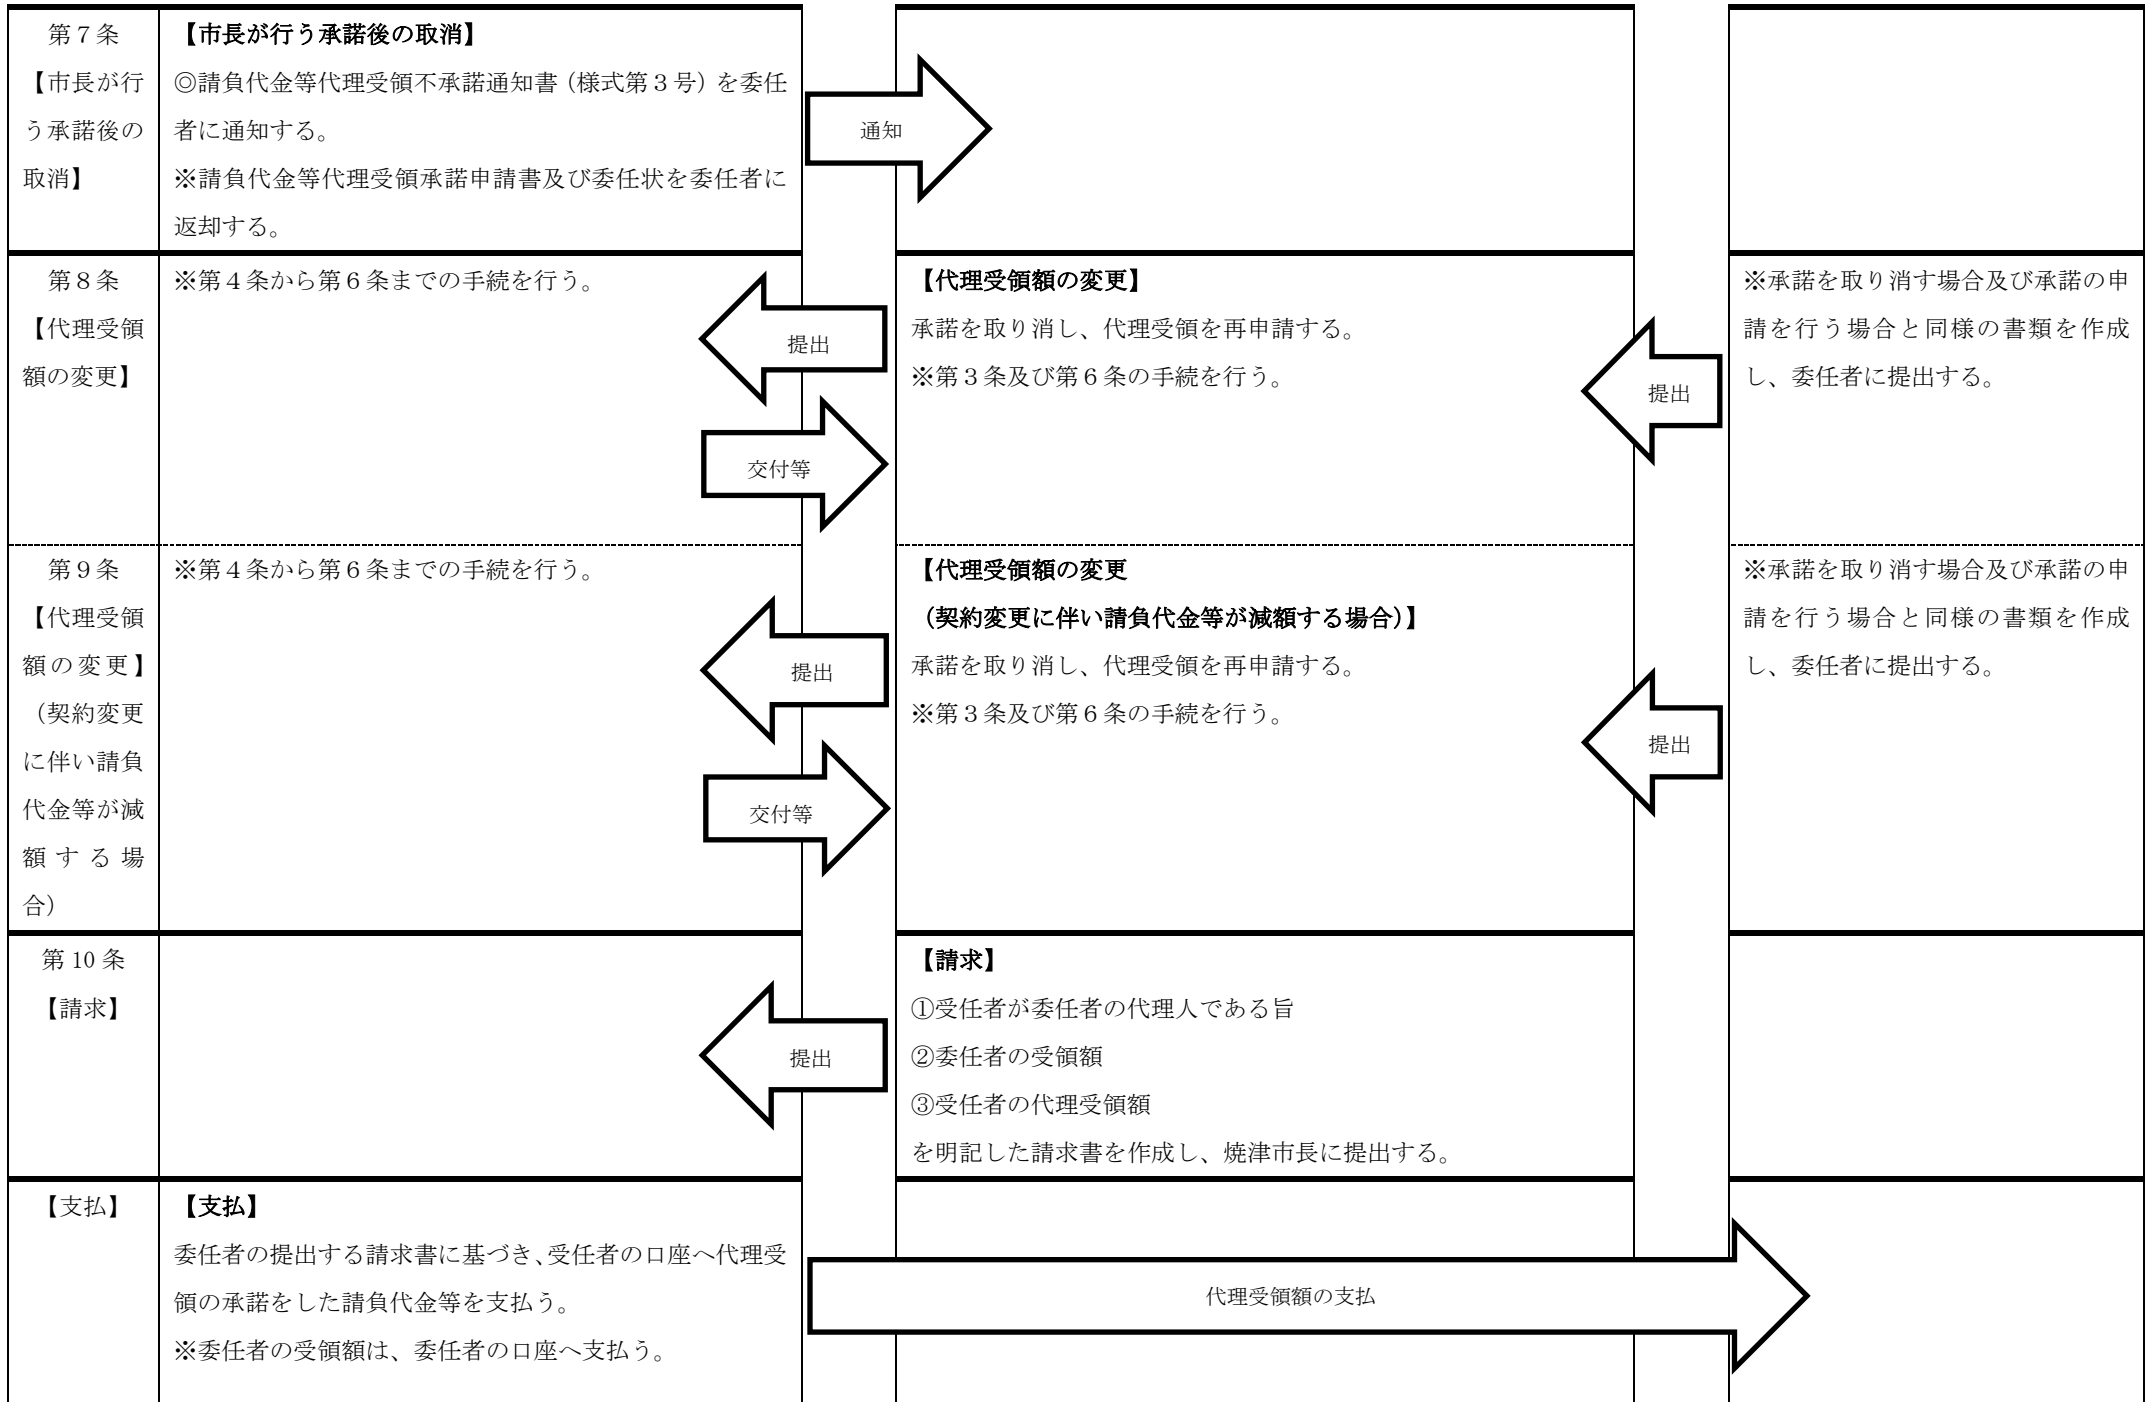 第７条
【市長が行
う承諾後の
取消】
【市長が行う承諾後の取消】
◎請負代金等代理受領不承諾通知書（様式第３号）を委任
者に通知する。
※請負代金等代理受領承諾申請書及び委任状を委任者に
返却する。
通知
第８条
【代理受領
額の変更】
※第４条から第６条までの手続を行う。
提出
交付等
【代理受領額の変更】
承諾を取り消し、代理受領を再申請する。
※第３条及び第６条の手続を行う。
提出
※承諾を取り消す場合及び承諾の申
請を行う場合と同様の書類を作成
し、委任者に提出する。
第９条
【代理受領
額の変更】
（契約変更
に伴い請負
代金等が減
額する場
合）
※第４条から第６条までの手続を行う。
提出
交付等
【代理受領額の変更
（契約変更に伴い請負代金等が減額する場合）】
承諾を取り消し、代理受領を再申請する。
※第３条及び第６条の手続を行う。
提出
※承諾を取り消す場合及び承諾の申
請を行う場合と同様の書類を作成
し、委任者に提出する。
第 10 条
【請求】
提出
【請求】
①受任者が委任者の代理人である旨
②委任者の受領額
③受任者の代理受領額
を明記した請求書を作成し、焼津市長に提出する。
【支払】
【支払】
委任者の提出する請求書に基づき、受任者の口座へ代理受
領の承諾をした請負代金等を支払う。
※委任者の受領額は、委任者の口座へ支払う。
代理受領額の支払